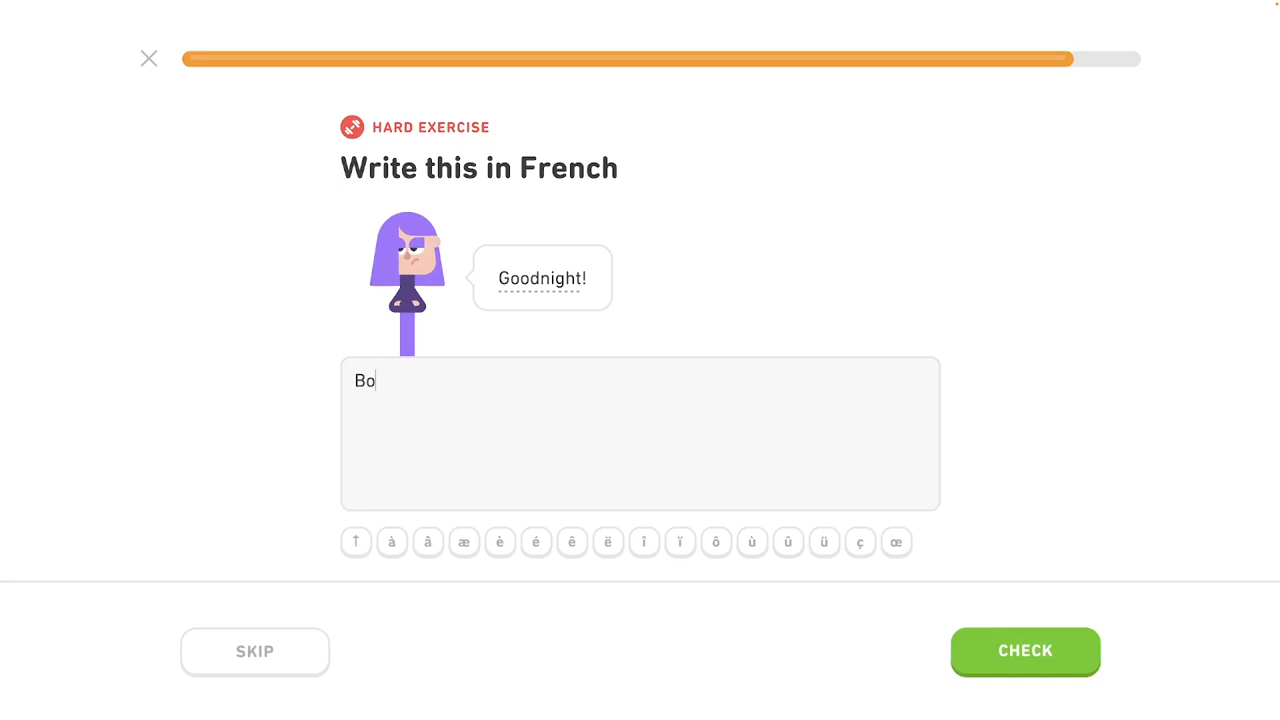 HARD EXERCISE
Write this in French
Goodnight!
Bo
↑ à â æ è é ê ë î ï ô ù û ü ç œ
SKIP
CHECK